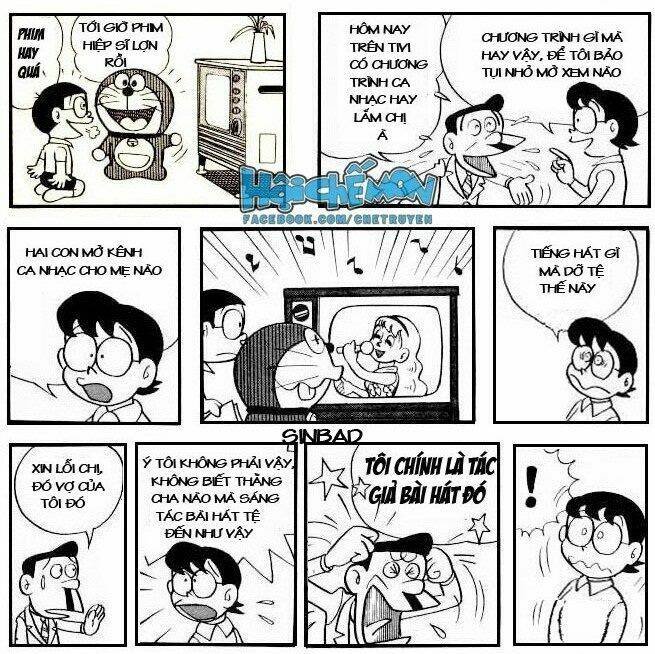 PHIM
HAY
QUÁ
TỚI GIỜ PHIM
HIỆP SĨ LỢN
RỒI
HÔM NAY
TRÊN TIVI
CÓ CHƯƠNG
TRÌNH CA
NHẠC HAY
LẮM CHỊ
Ạ
CHƯƠNG TRÌNH GÌ MÀ
HAY VẬY, ĐỂ TÔI BẢO
TỤI NHỎ MỞ XEM NÀO
HẬI CHẾ MÔN
FACEBOOK.COM/CHETRUYEN
HAI CON MỞ KÊNH
CA NHẠC CHO MẸ NÀO
TIẾNG HÁT GÌ
MÀ DỞ TỆ
THẾ NÀY
SINBAD
XIN LỖI CHỊ,
ĐÓ VỢ CỦA
TÔI ĐÓ
Ý TÔI KHÔNG PHẢI VẬY,
KHÔNG BIẾT THẰNG
CHA NÀO MÀ SÁNG
TÁC BÀI HÁT TỆ
ĐẾN NHƯ VẬY
TÔI CHÍNH LÀ TÁC
GIẢ BÀI HÁT ĐÓ
!